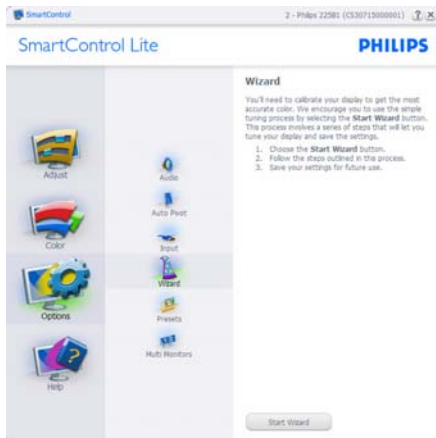 SmartControl
2 - Philips 225B1 (CS30715000001)
SmartControl Lite
PHILIPS
Adjust
Color
Options
Help
Audio
Auto Pivot
Input
Wizard
Presets
Multi Monitors
Wizard
You'll need to calibrate your display to get the most
accurate color. We encourage you to use the simple
tuning process by selecting the Start Wizard button.
This process involves a series of steps that will let you
tune your display and save the settings.
1. Choose the Start Wizard button.
2. Follow the steps outlined in this process.
3. Save your settings for future use.
Start Wizard